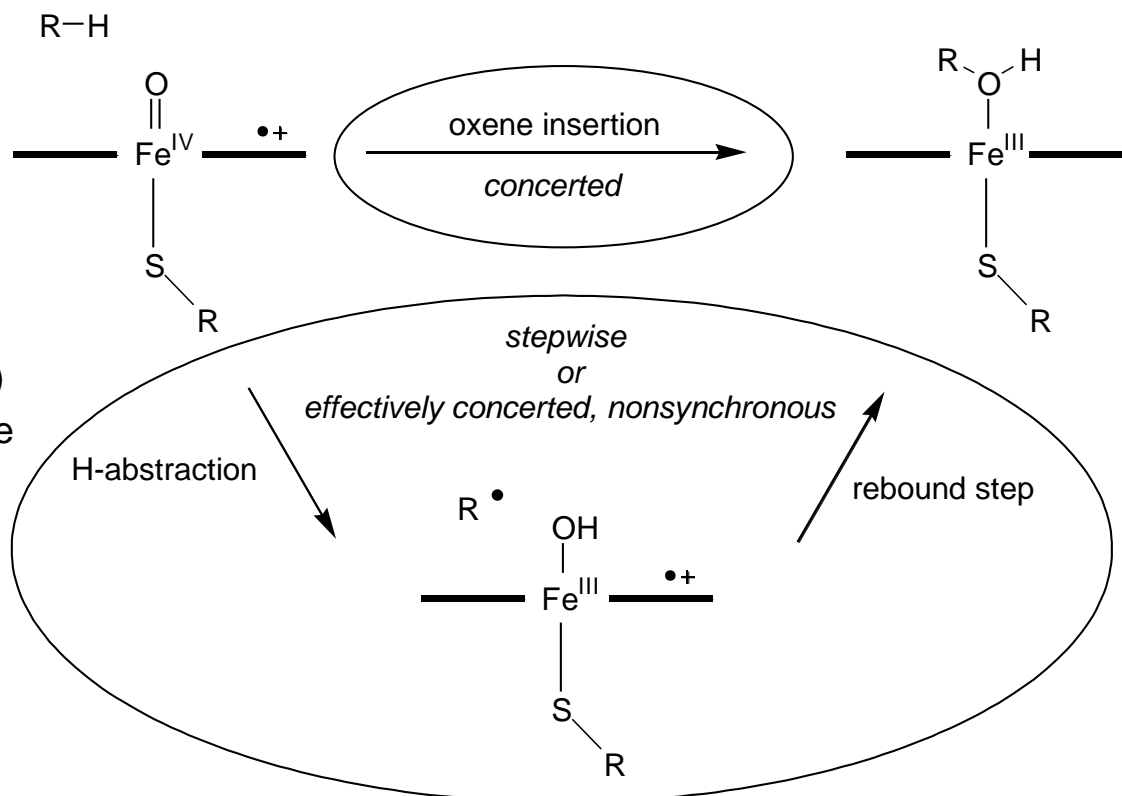 R–H
O
Fe^IV •+
S
R
oxene insertion
concerted
R O H
Fe^III
S
R
stepwise
or
effectively concerted, nonsynchronous
)
e
H-abstraction
rebound step
R •
OH
Fe^III •+
S
R